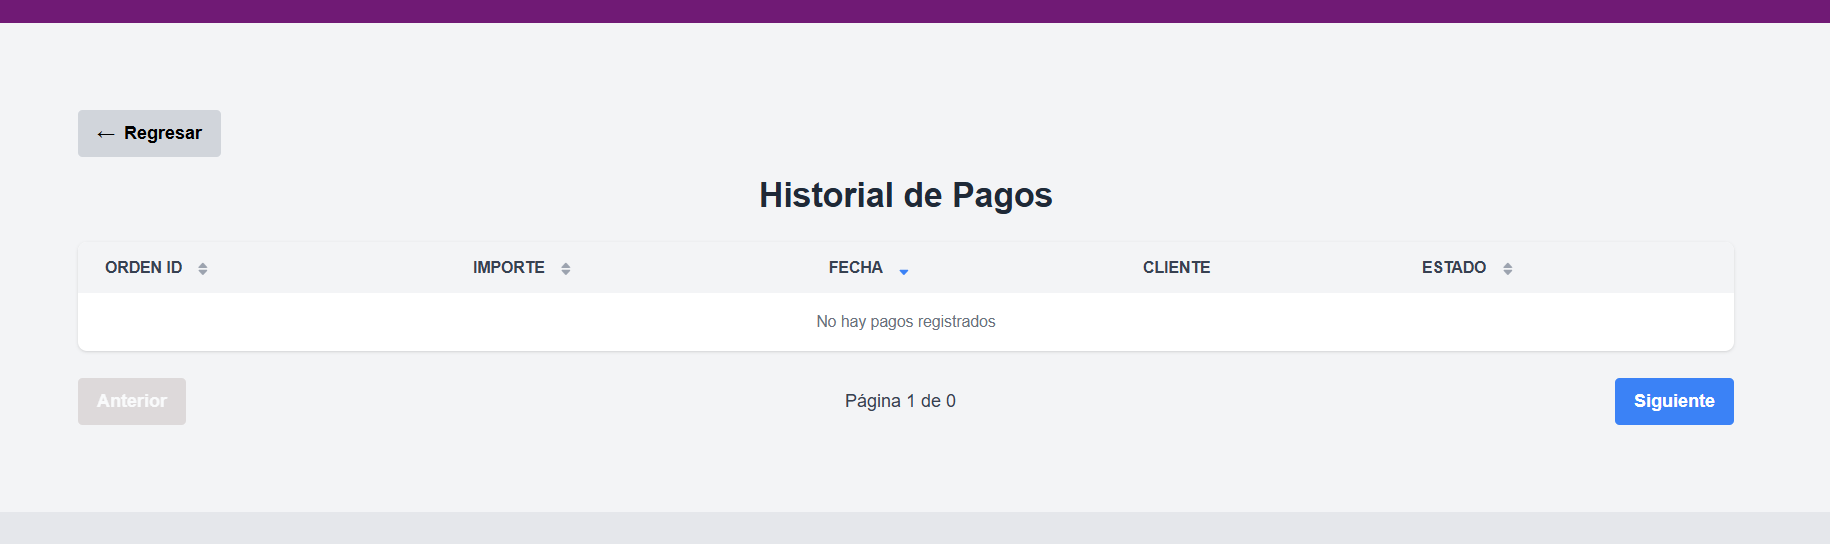 ← Regresar
Historial de Pagos
ORDEN ID IMPORTE FECHA CLIENTE ESTADO
No hay pagos registrados
Anterior Página 1 de 0 Siguiente